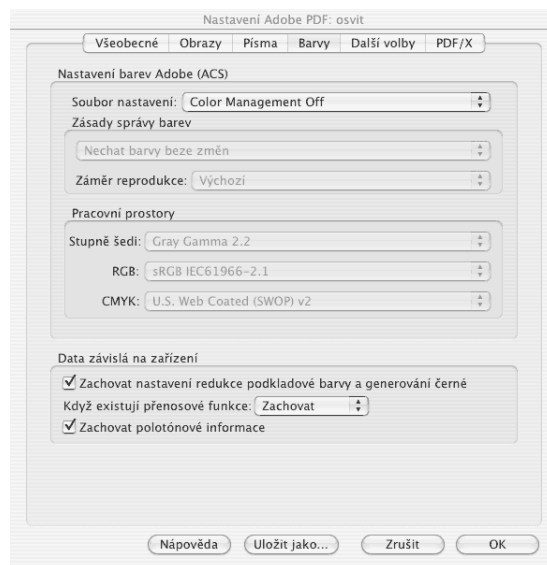 Nastavení Adobe PDF: osvit
Všeobecné Obrazy Písma Barvy Další volby PDF/X
Nastavení barev Adobe (ACS)
Soubor nastavení: Color Management Off
Zásady správy barev
Nechat barvy beze změn
Záměr reprodukce: Výchozí
Pracovní prostory
Stupně šedi: Gray Gamma 2.2
RGB: sRGB IEC61966-2.1
CMYK: U.S. Web Coated (SWOP) v2
Data závislá na zařízení
Zachovat nastavení redukce podkladové barvy a generování černé
Když existují přenosové funkce: Zachovat
Zachovat polotónové informace
Nápověda Uložit jako... Zrušit OK